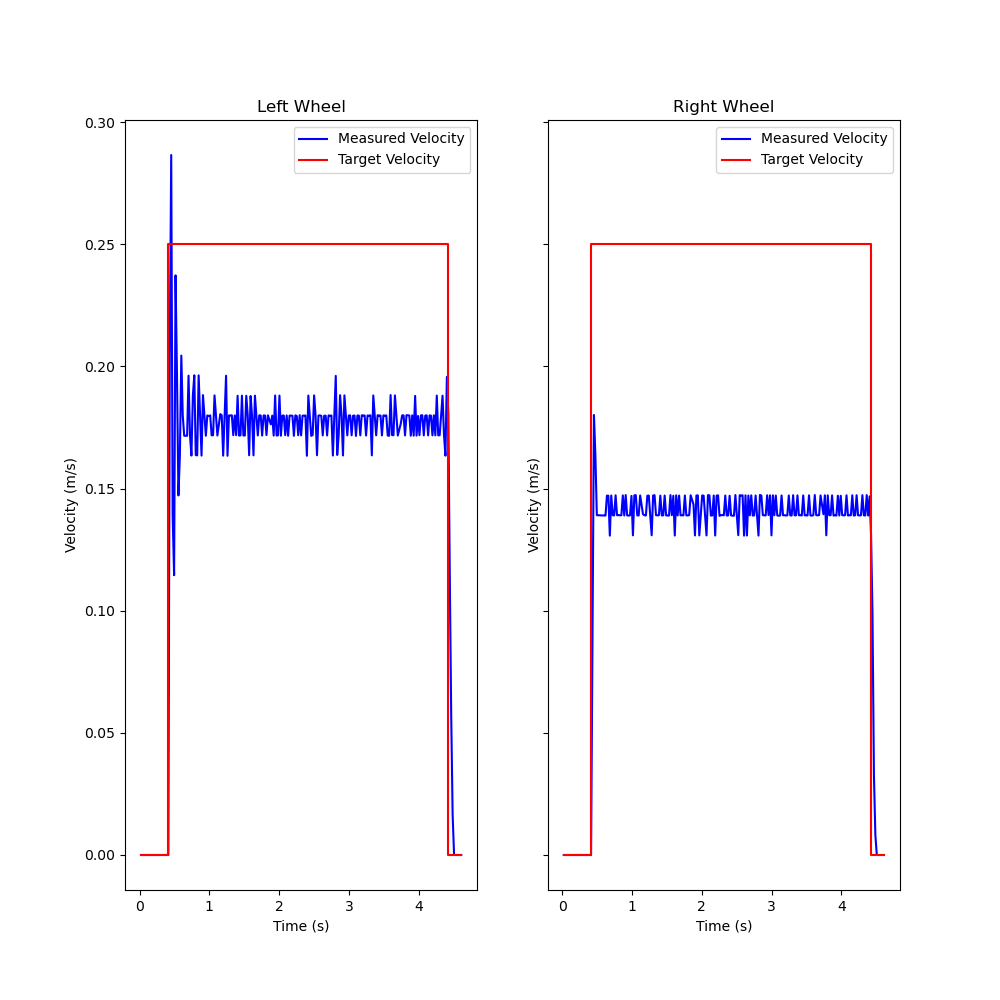 Left Wheel
Measured Velocity
Target Velocity
0.30
0.25
0.20
0.15
0.10
0.05
0.00
Velocity (m/s)
0 1 2 3 4
Time (s)
Right Wheel
Measured Velocity
Target Velocity
Velocity (m/s)
0 1 2 3 4
Time (s)